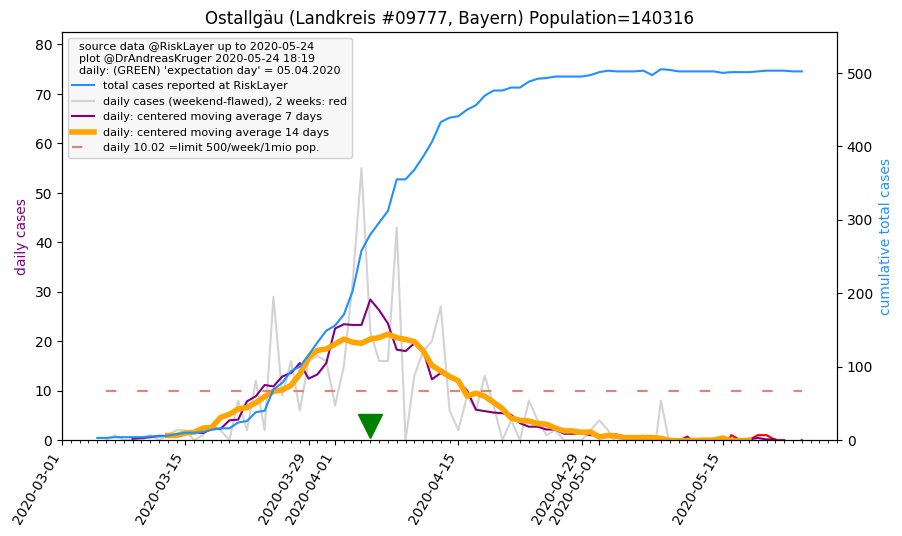 Ostallgäu (Landkreis #09777, Bayern) Population=140316
source data @RiskLayer up to 2020-05-24
plot @DrAndreasKruger 2020-05-24 18:19
daily: (GREEN) 'expectation day' = 05.04.2020
total cases reported at RiskLayer
daily cases (weekend-flawed), 2 weeks: red
daily: centered moving average 7 days
daily: centered moving average 14 days
daily 10.02 =limit 500/week/1mio pop.
daily cases
80
70
60
50
40
30
20
10
0
cumulative total cases
500
400
300
200
100
0
2020-03-01
2020-03-15
2020-03-29
2020-04-01
2020-04-15
2020-04-29
2020-05-01
2020-05-15